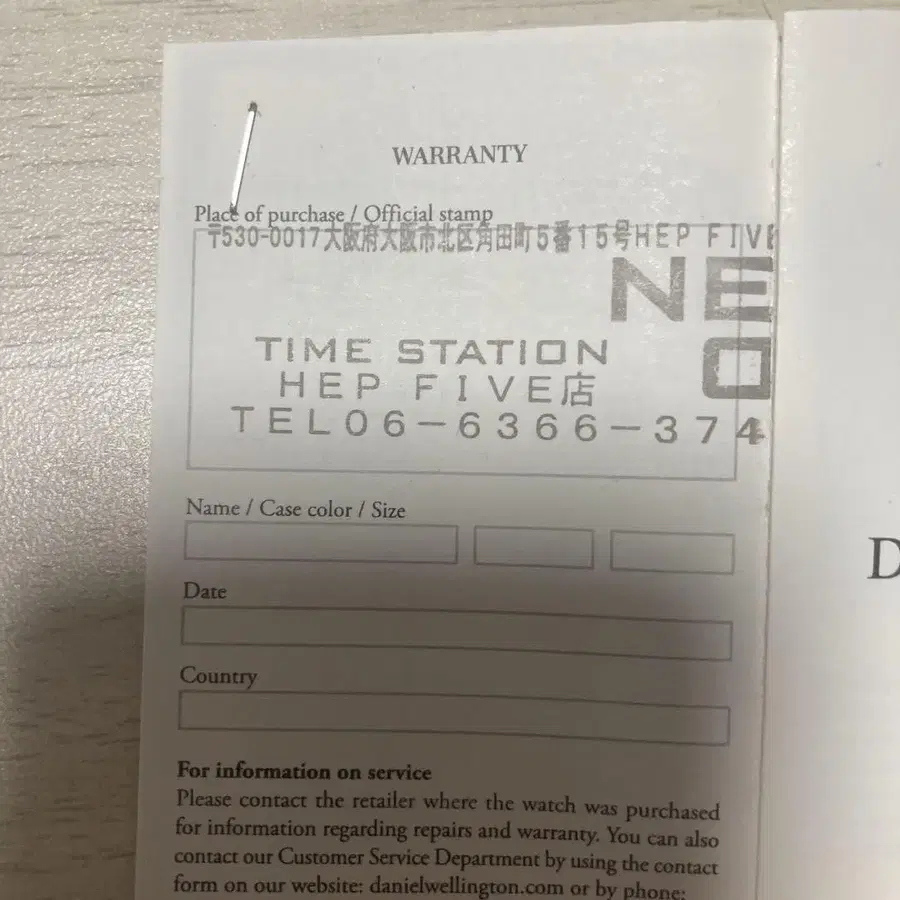 WARRANTY
Place of purchase / Official stamp
〒530-0017大阪府大阪市北区角田町5番15号HEP FIVE
NE
TIME STATION
O
HEP FIVE店
TEL06-6366-374
Name / Case color / Size
Date
Country
For information on service
Please contact the retailer where the watch was purchased
for information regarding repairs and warranty. You can also
contact our Customer Service Department by using the contact
form on our website: danielwellington.com or by phone:
D